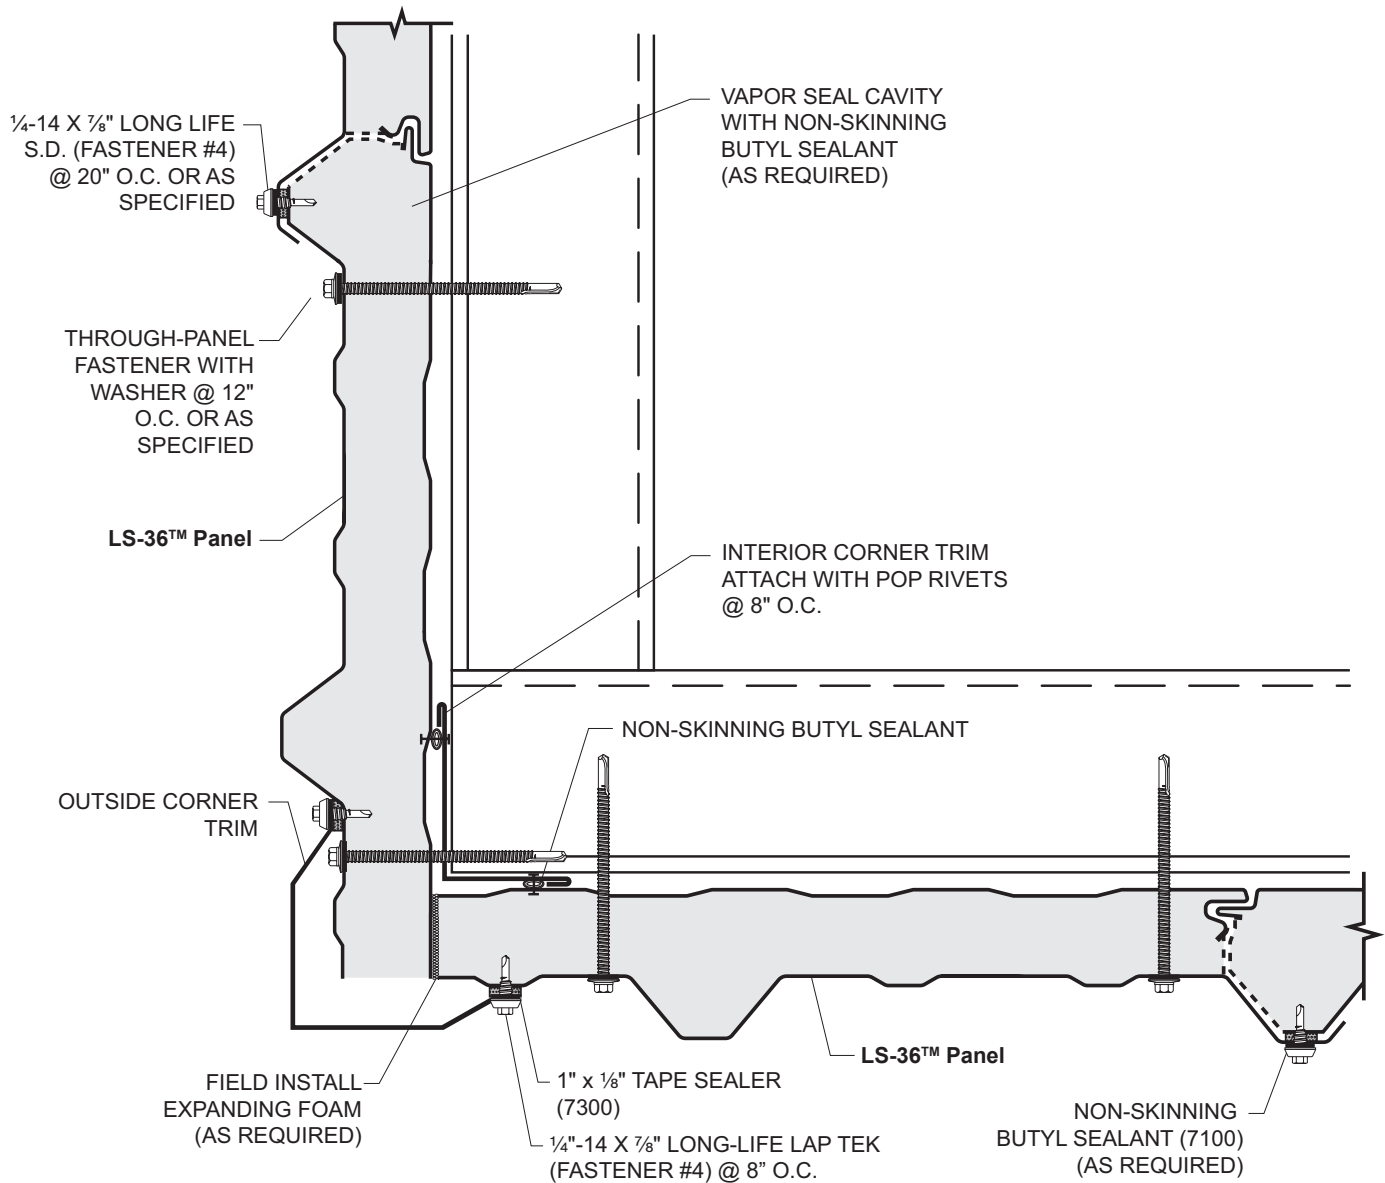 ¼-14 X ⅞" LONG LIFE
S.D. (FASTENER #4)
@ 20" O.C. OR AS
SPECIFIED
VAPOR SEAL CAVITY
WITH NON-SKINNING
BUTYL SEALANT
(AS REQUIRED)
THROUGH-PANEL
FASTENER WITH
WASHER @ 12"
O.C. OR AS
SPECIFIED
LS-36™ Panel
INTERIOR CORNER TRIM
ATTACH WITH POP RIVETS
@ 8" O.C.
NON-SKINNING BUTYL SEALANT
OUTSIDE CORNER
TRIM
LS-36™ Panel
FIELD INSTALL
EXPANDING FOAM
(AS REQUIRED)
1" x ⅛" TAPE SEALER
(7300)
¼"-14 X ⅞" LONG-LIFE LAP TEK
(FASTENER #4) @ 8” O.C.
NON-SKINNING
BUTYL SEALANT (7100)
(AS REQUIRED)